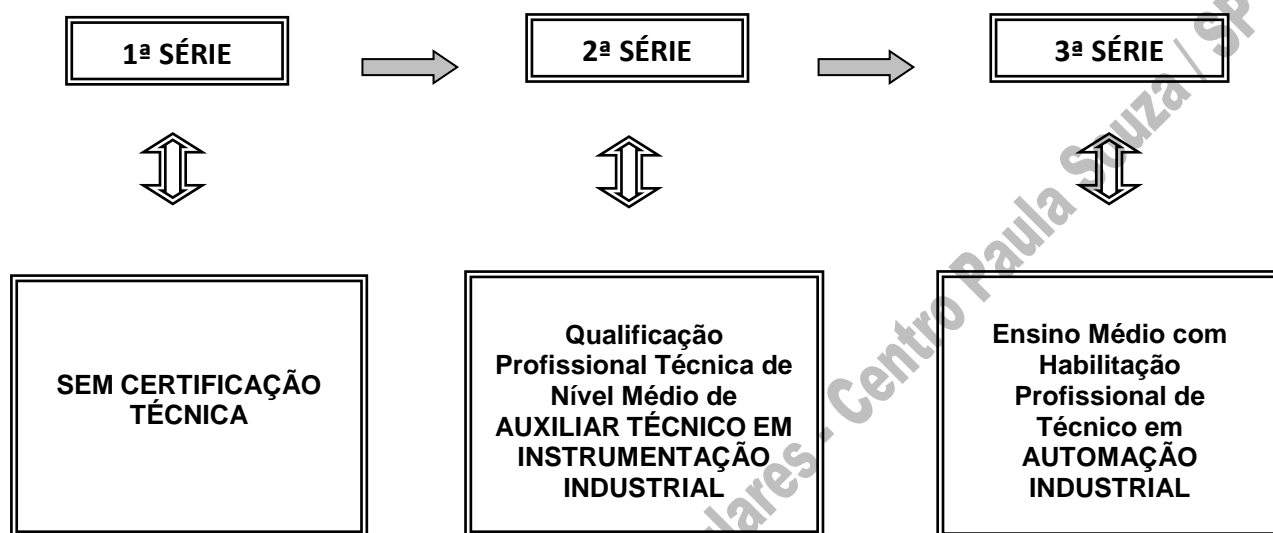 1ª SÉRIE
2ª SÉRIE
3ª SÉRIE
SEM CERTIFICAÇÃO
TÉCNICA
Qualificação
Profissional Técnica de
Nível Médio de
AUXILIAR TÉCNICO EM
INSTRUMENTAÇÃO
INDUSTRIAL
Ensino Médio com
Habilitação
Profissional de
Técnico em
AUTOMAÇÃO
INDUSTRIAL
- Centro Paula Souza / SP